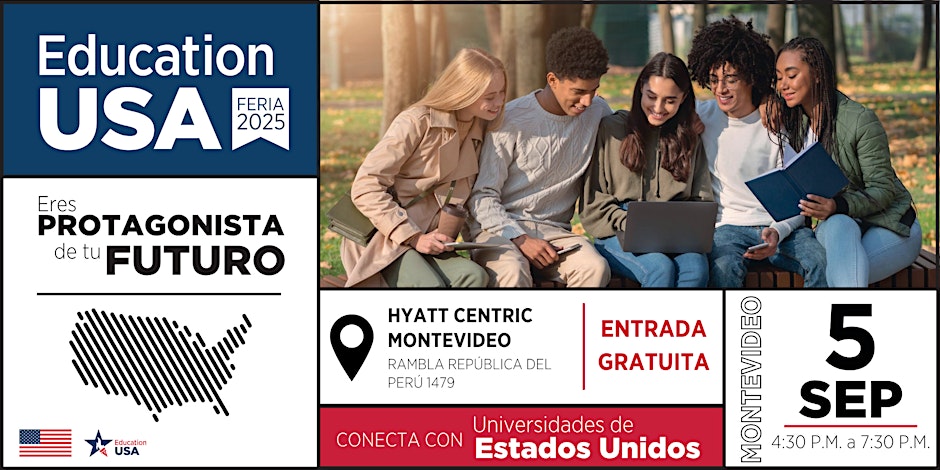 Education
USA
FERIA
2025
Eres
PROTAGONISTA
de tu FUTURO
Education
USA
HYATT CENTRIC
MONTEVIDEO
RAMBLA REPÚBLICA DEL
PERÚ 1479
ENTRADA
GRATUITA
CONECTA CON Universidades de
Estados Unidos
MONTEVIDEO
5
SEP
4:30 P.M. a 7:30 P.M.